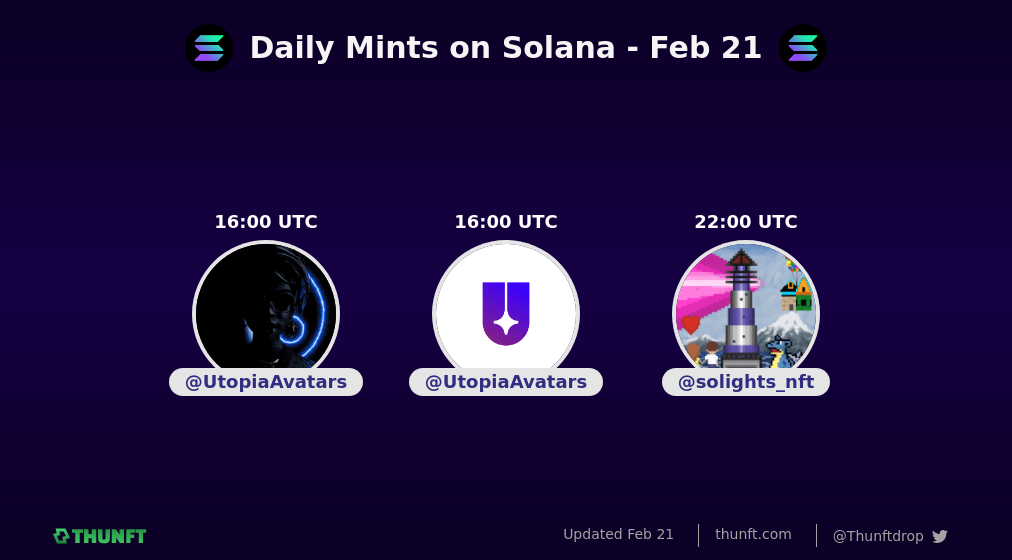 Daily Mints on Solana - Feb 21
16:00 UTC
16:00 UTC
22:00 UTC
@UtopiaAvatars
@UtopiaAvatars
@solights_nft
THUNFT
Updated Feb 21
thunft.com
@Thunftdrop